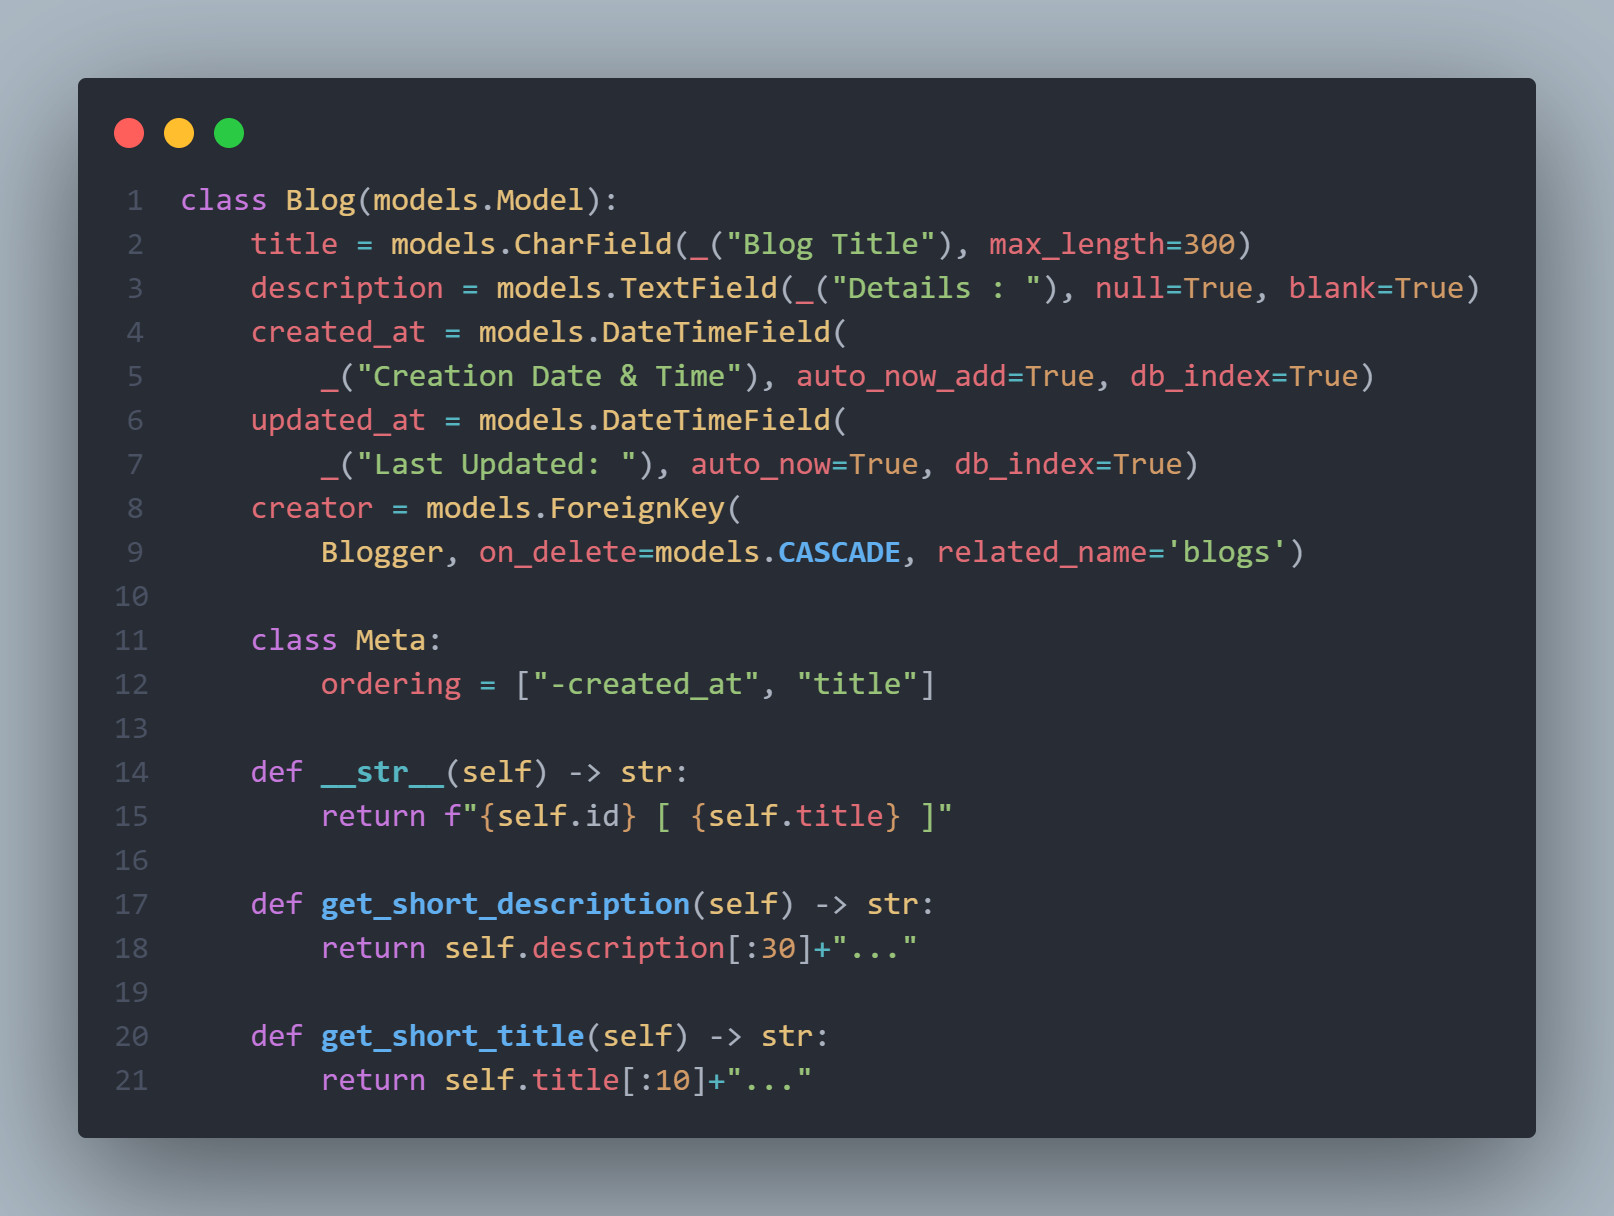 1 class Blog(models.Model):
2     title = models.CharField(_("Blog Title"), max_length=300)
3     description = models.TextField(_("Details : "), null=True, blank=True)
4     created_at = models.DateTimeField(
5         _("Creation Date & Time"), auto_now_add=True, db_index=True)
6     updated_at = models.DateTimeField(
7         _("Last Updated: "), auto_now=True, db_index=True)
8     creator = models.ForeignKey(
9         Blogger, on_delete=models.CASCADE, related_name='blogs')
10
11     class Meta:
12         ordering = ["-created_at", "title"]
13
14     def __str__(self) -> str:
15         return f"{self.id} [ {self.title} ]"
16
17     def get_short_description(self) -> str:
18         return self.description[:30]+"..."
19
20     def get_short_title(self) -> str:
21         return self.title[:10]+"..."